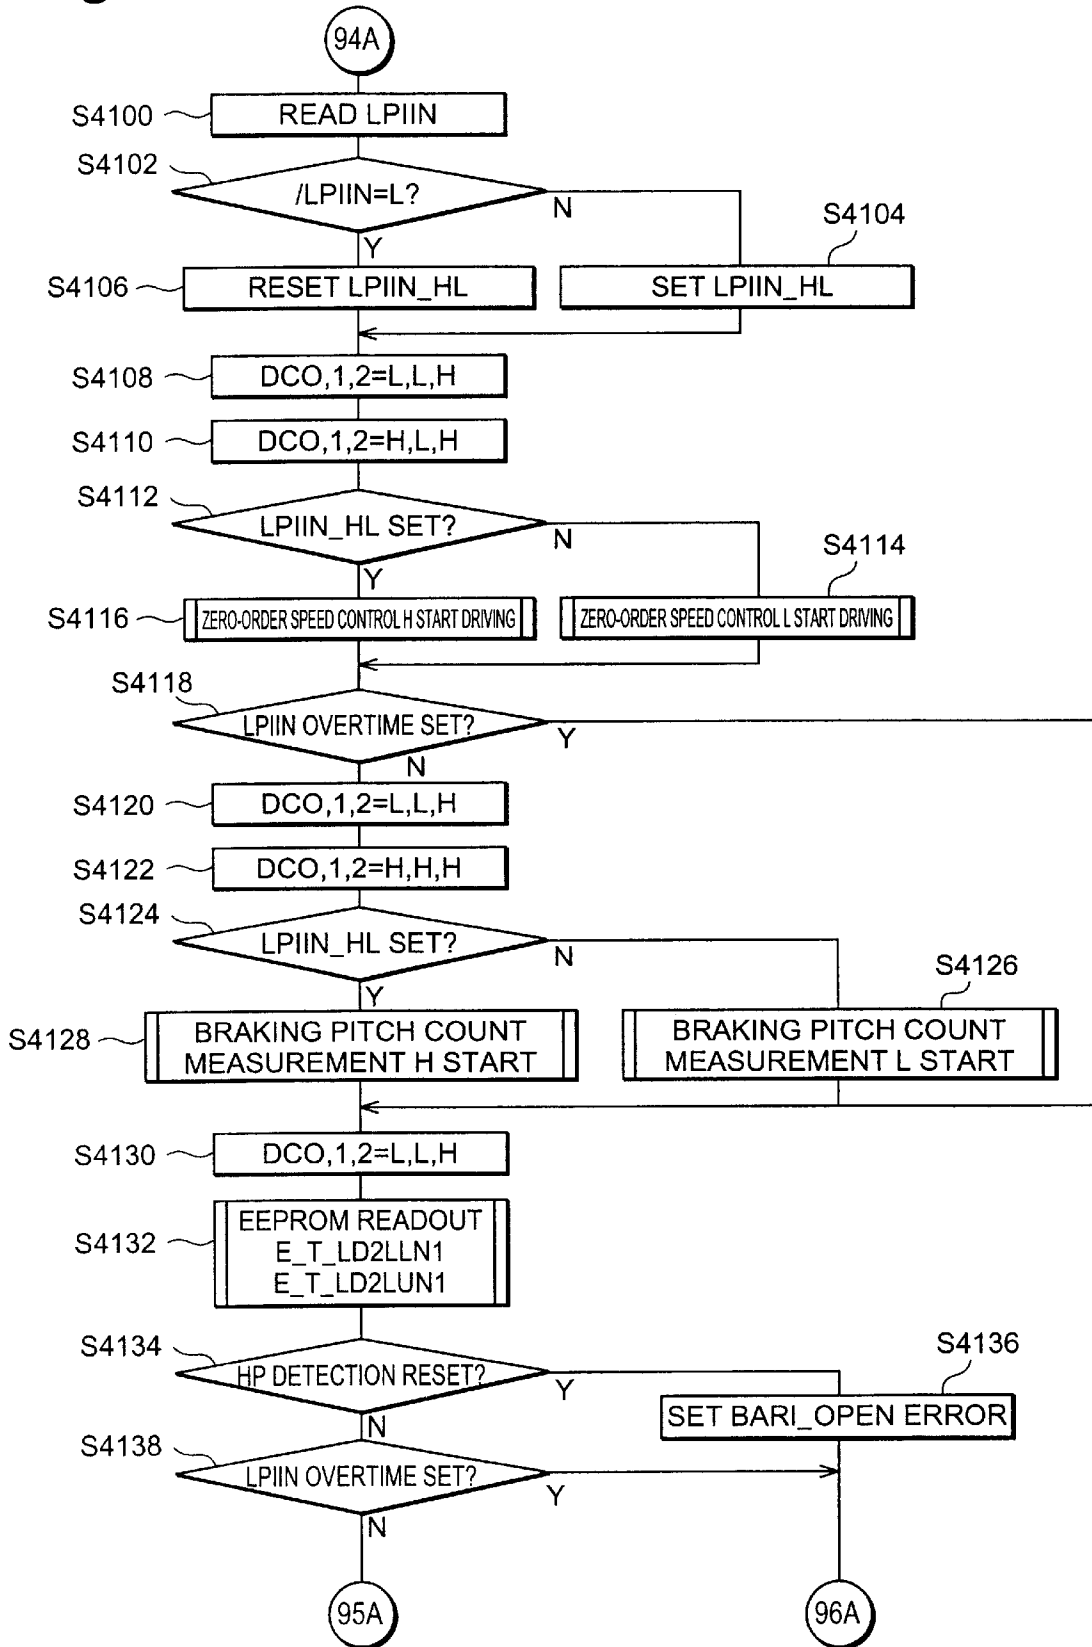 94A
S4100
READ LPIIN
S4102
/LPIIN=L?
N
Y
S4104
S4106
RESET LPIIN_HL
SET LPIIN_HL
S4108
DCO,1,2=L,L,H
S4110
DCO,1,2=H,L,H
S4112
LPIIN_HL SET?
N
Y
S4114
S4116
ZERO-ORDER SPEED CONTROL H START DRIVING
ZERO-ORDER SPEED CONTROL L START DRIVING
S4118
LPIIN OVERTIME SET?
Y
N
S4120
DCO,1,2=L,L,H
S4122
DCO,1,2=H,H,H
S4124
LPIIN_HL SET?
N
Y
S4126
S4128
BRAKING PITCH COUNT
MEASUREMENT H START
BRAKING PITCH COUNT
MEASUREMENT L START
S4130
DCO,1,2=L,L,H
S4132
EEPROM READOUT
E_T_LD2LLN1
E_T_LD2LUN1
S4134
HP DETECTION RESET?
Y
N
S4136
SET BARI_OPEN ERROR
S4138
LPIIN OVERTIME SET?
Y
N
95A
96A